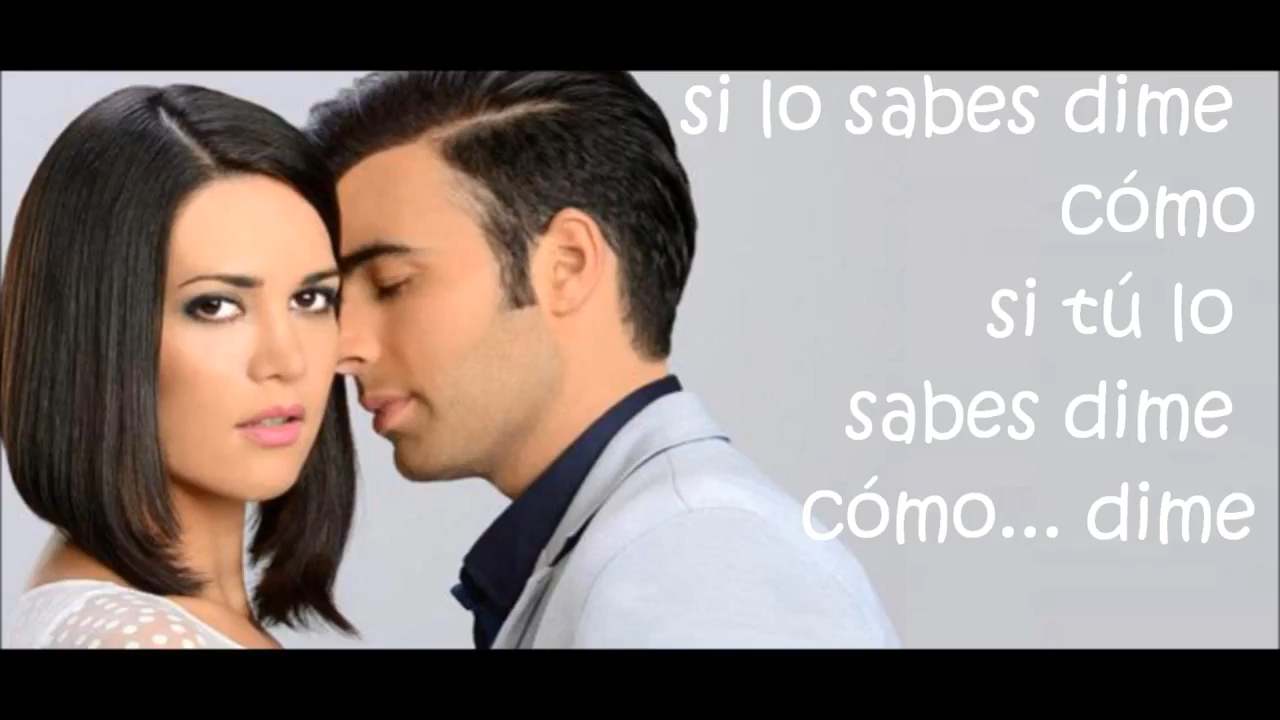 si lo sabes dime
cómo
si tú lo
sabes dime
cómo... dime